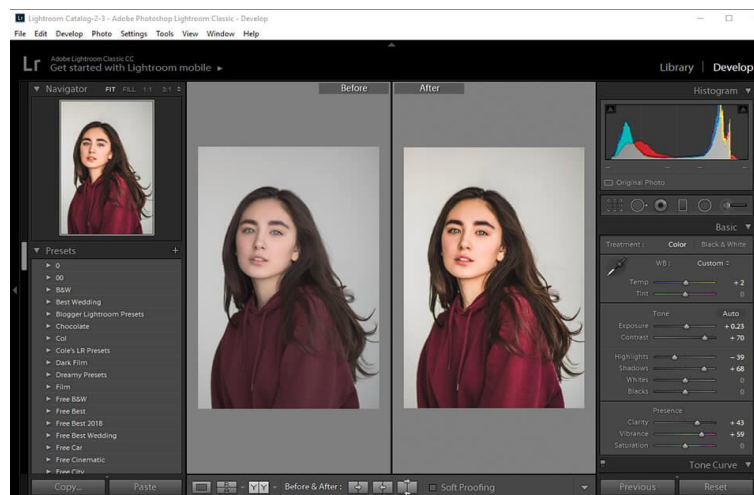 Lr Lightroom Catalog-2-3 - Adobe Photoshop Lightroom Classic - Develop
File Edit Develop Photo Settings Tools View Window Help
Lr Adobe Lightroom Classic CC
Get started with Lightroom mobile ▸
Library | Develop
Navigator FIT FILL 1:1 3:1
Before
After
Histogram
Original Photo
Basic
Treatment : Color Black & White
WB : Custom
Temp + 2
Tint 0
Tone Auto
Exposure + 0.23
Contrast + 70
Highlights – 39
Shadows + 68
Whites 0
Blacks 0
Presence
Clarity + 43
Vibrance + 59
Saturation 0
Tone Curve
Presets +
0
00
B&W
Best Wedding
Blogger Lightroom Presets
Chocolate
Col
Cole's LR Presets
Dark Film
Dreamy Presets
Film
Free B&W
Free Best
Free Best 2018
Free Best Wedding
Free Car
Free Cinematic
Free City
Copy... Paste
Y Y Before & After : Soft Proofing
Previous Reset